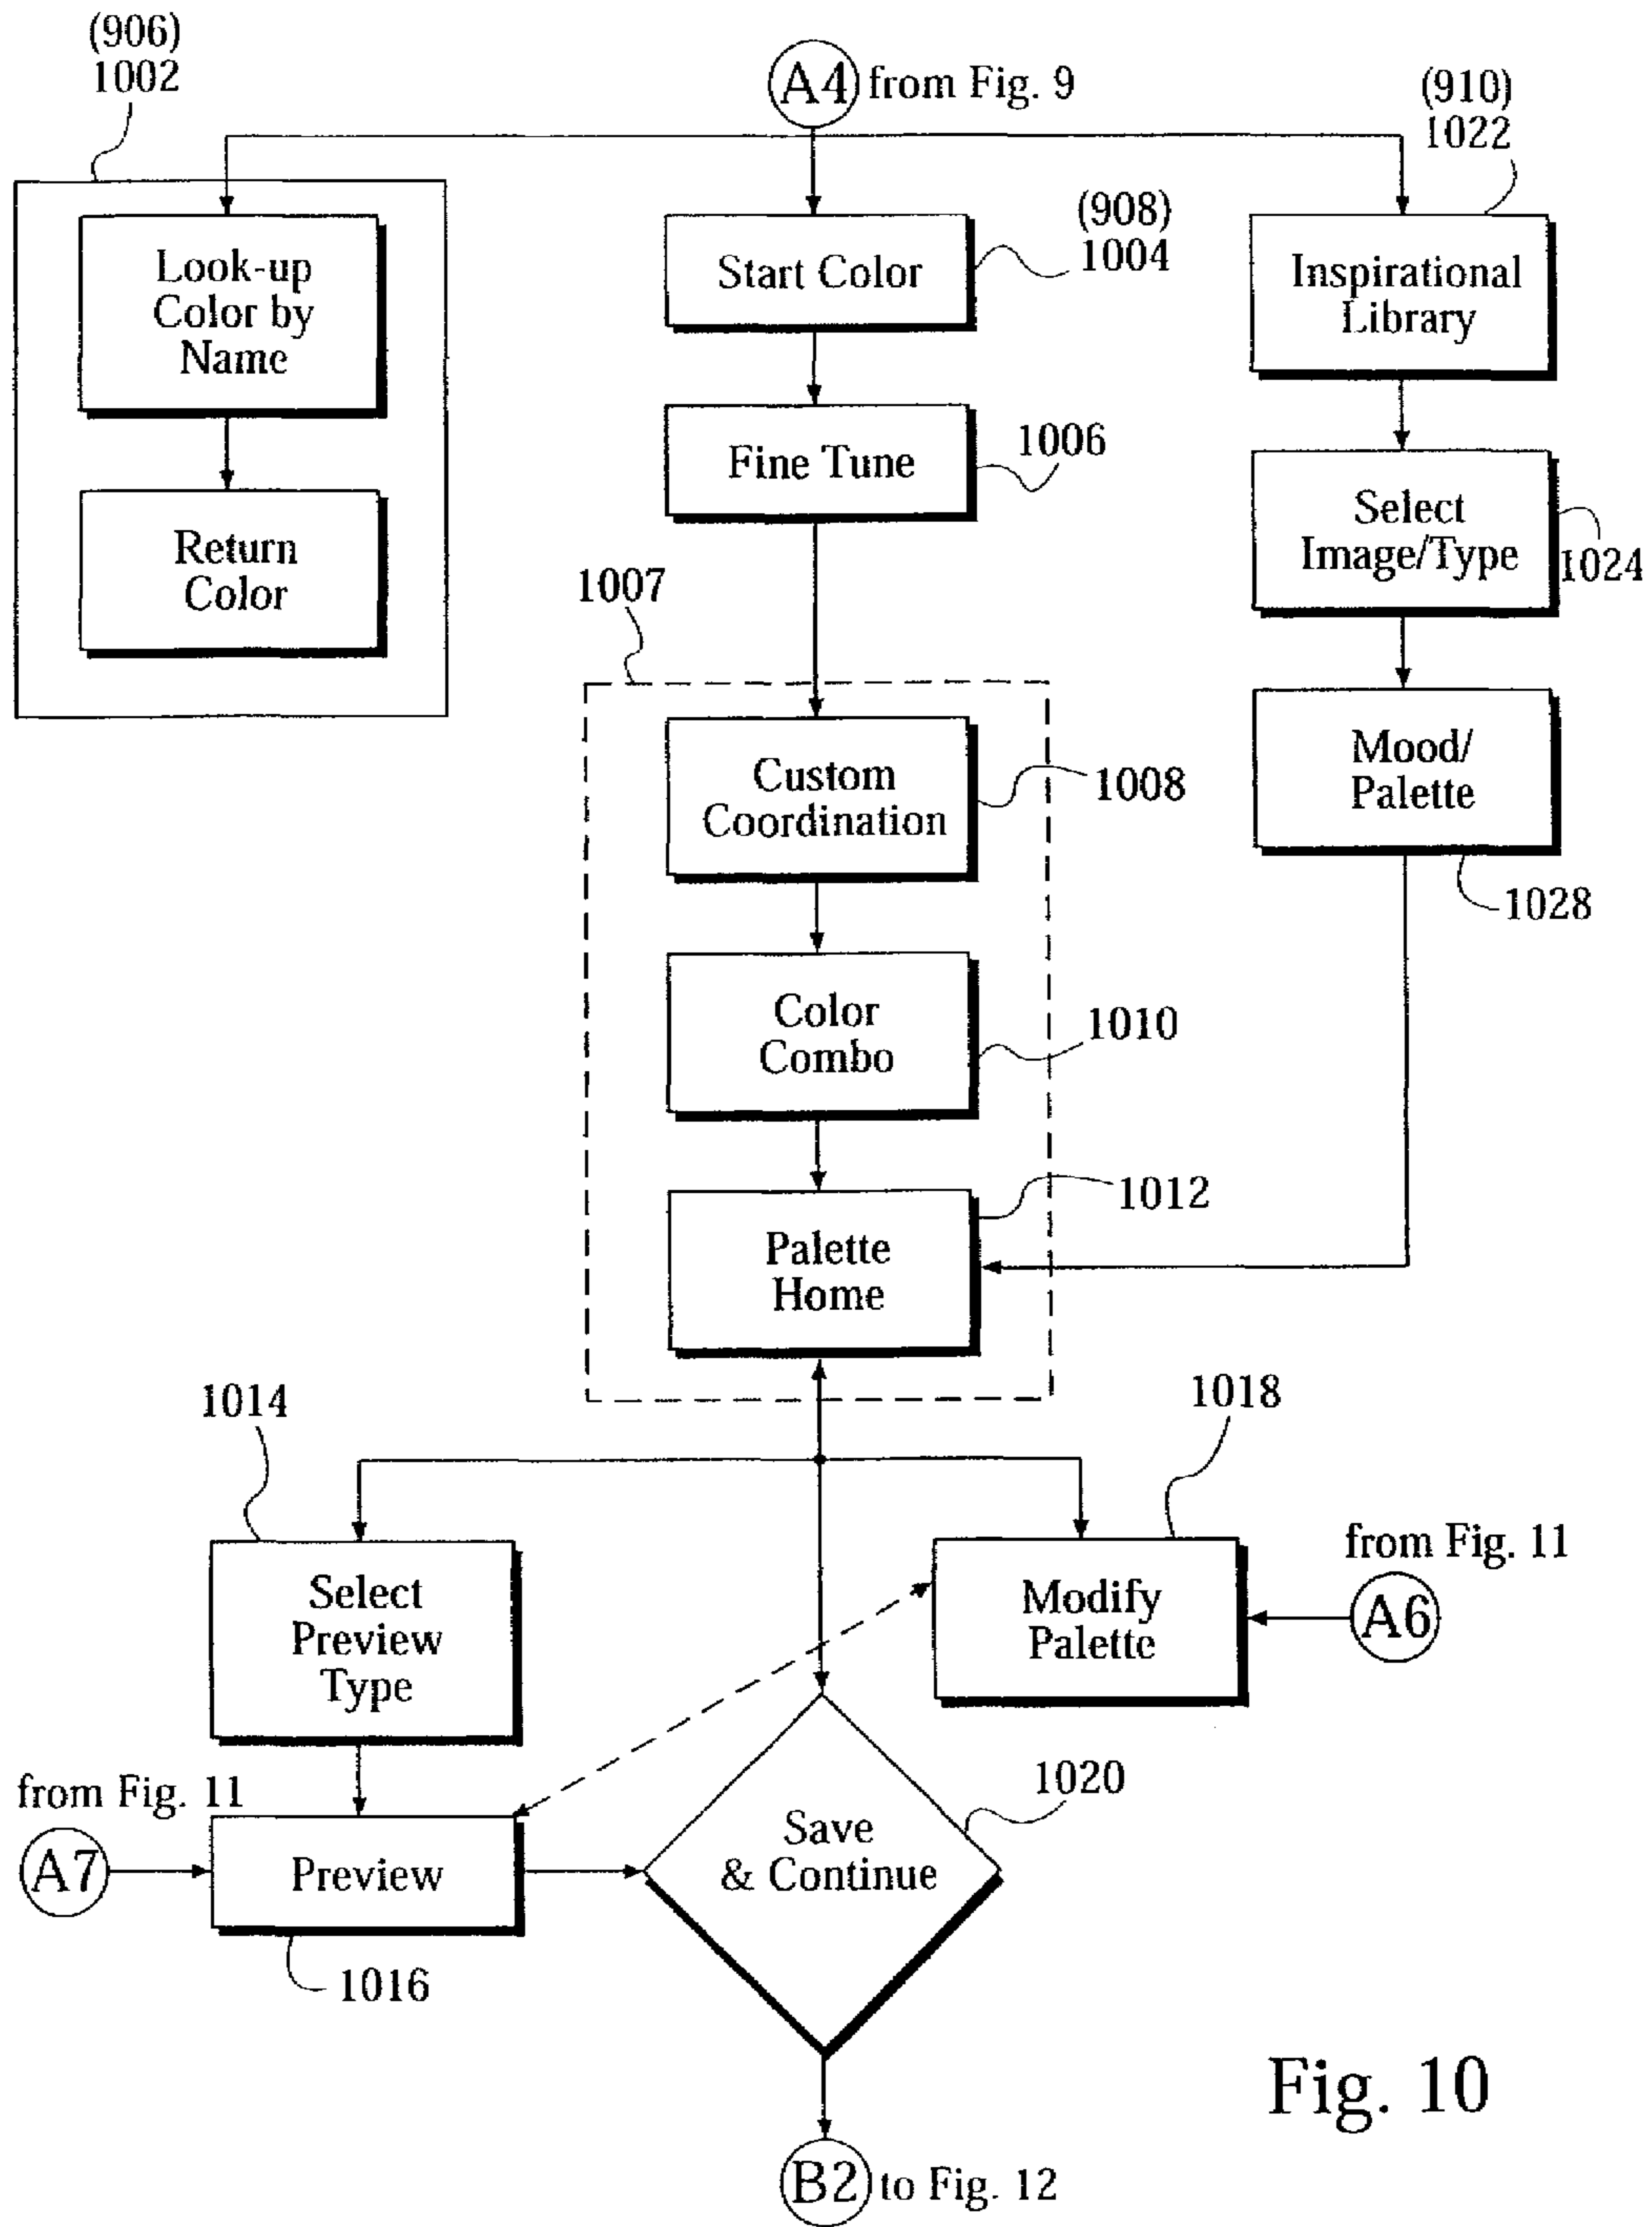 (906)
1002
A4 from Fig. 9
(910)
1022
Look-up
Color by
Name
Start Color
(908)
1004
Inspirational
Library
Fine Tune
1006
Return
Color
Select
Image/Type
1024
1007
Custom
Coordination
1008
Mood/
Palette
1028
Color
Combo
1010
Palette
Home
1012
1014
1018
Select
Preview
Type
Modify
Palette
from Fig. 11
A6
from Fig. 11
A7
Preview
1016
Save
& Continue
1020
B2 to Fig. 12
Fig. 10